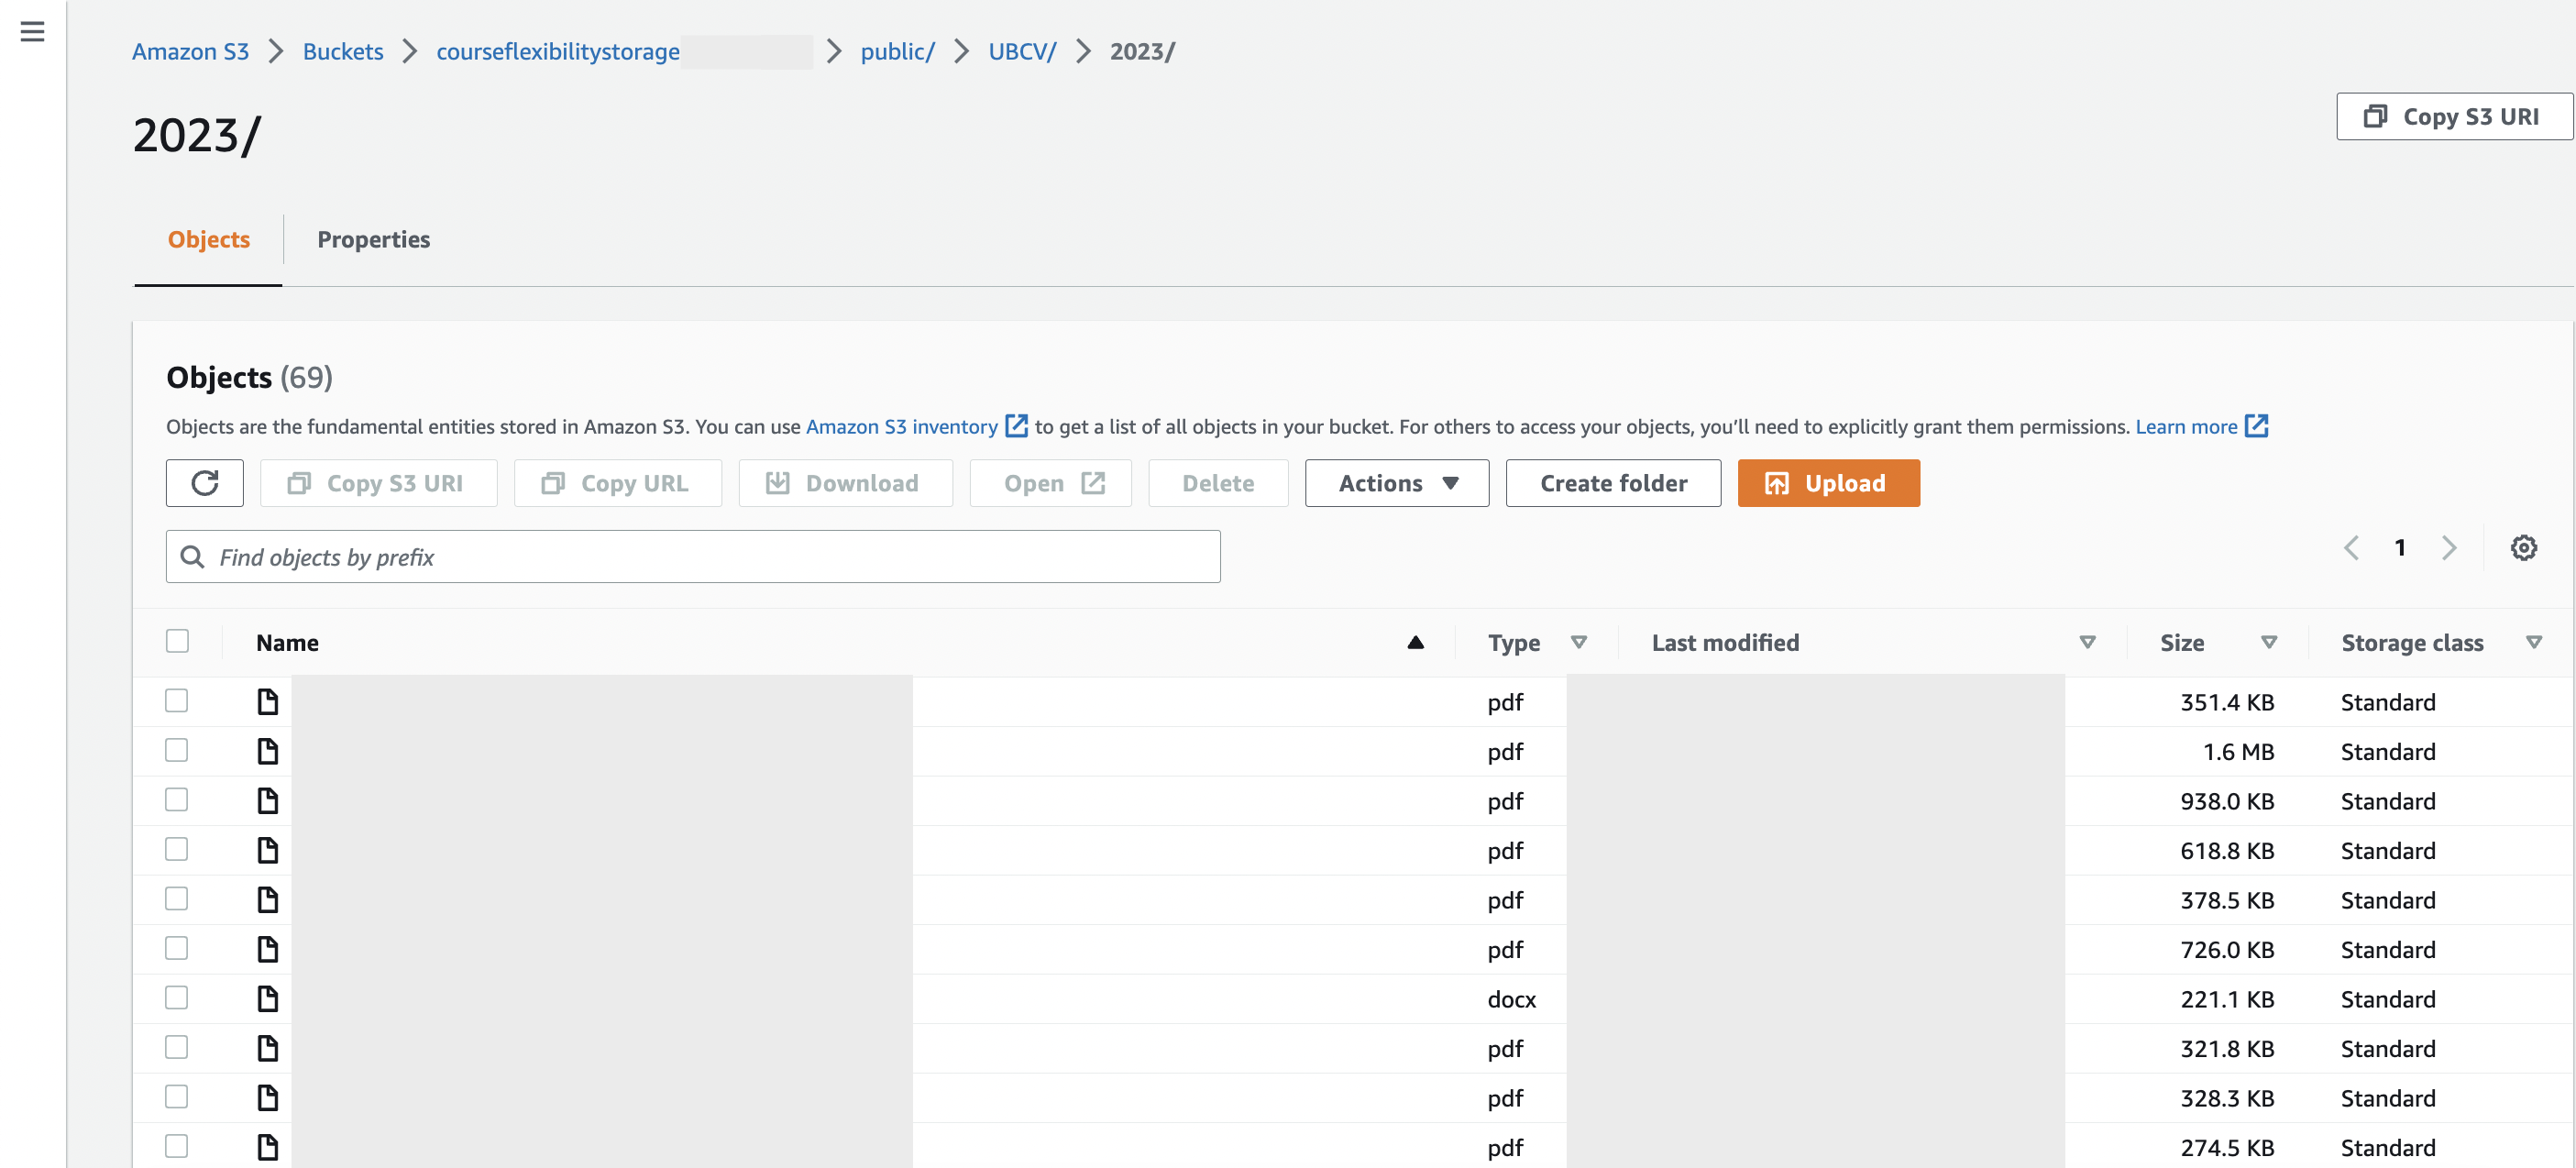 Amazon S3 > Buckets > courseflexibilitystorage > public/ > UBCV/ > 2023/
2023/
Copy S3 URI
Objects Properties
Objects (69)
Objects are the fundamental entities stored in Amazon S3. You can use Amazon S3 inventory to get a list of all objects in your bucket. For others to access your objects, you’ll need to explicitly grant them permissions. Learn more
Copy S3 URI Copy URL Download Open Delete Actions Create folder Upload
Find objects by prefix
1
Name Type Last modified Size Storage class
pdf 351.4 KB Standard
pdf 1.6 MB Standard
pdf 938.0 KB Standard
pdf 618.8 KB Standard
pdf 378.5 KB Standard
pdf 726.0 KB Standard
docx 221.1 KB Standard
pdf 321.8 KB Standard
pdf 328.3 KB Standard
pdf 274.5 KB Standard